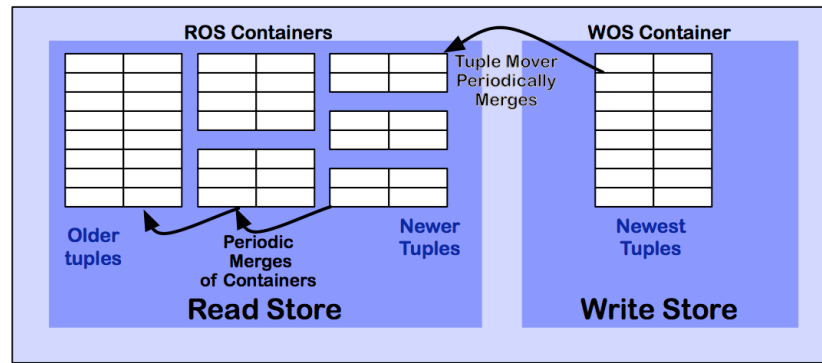 ROS Containers
WOS Container
Tuple Mover
Periodically
Merges
Older
tuples
Periodic
Merges
of Containers
Newer
Tuples
Newest
Tuples
Read Store
Write Store